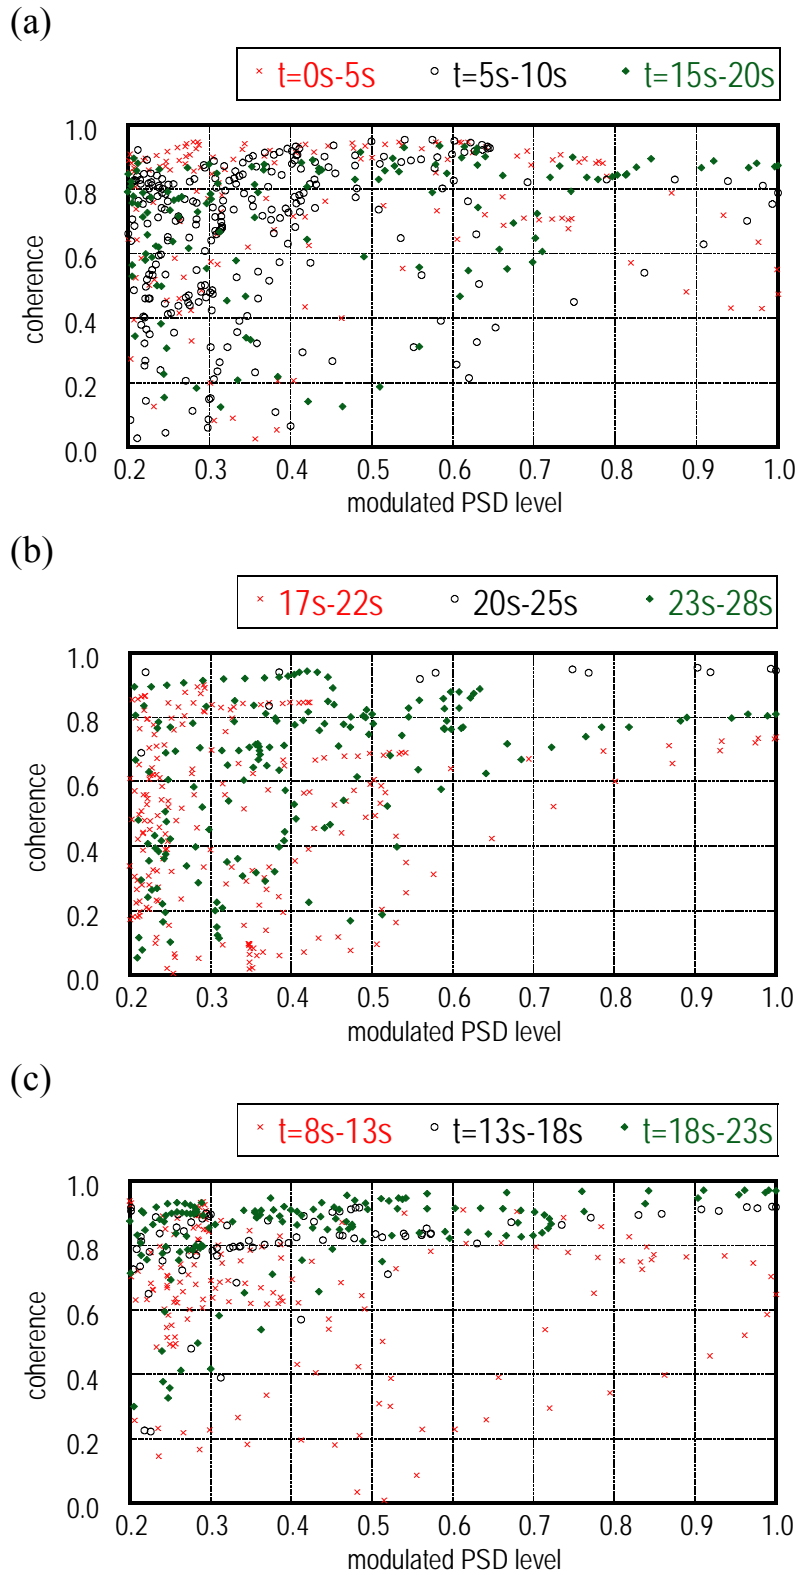 (a)
× t=0s-5s ○ t=5s-10s ◆ t=15s-20s
1.0
0.8
0.6
0.4
0.2
0.0
coherence
0.2 0.3 0.4 0.5 0.6 0.7 0.8 0.9 1.0
modulated PSD level
(b)
× 17s-22s ○ 20s-25s ◆ 23s-28s
1.0
0.8
0.6
0.4
0.2
0.0
coherence
0.2 0.3 0.4 0.5 0.6 0.7 0.8 0.9 1.0
modulated PSD level
(c)
× t=8s-13s ○ t=13s-18s ◆ t=18s-23s
1.0
0.8
0.6
0.4
0.2
0.0
coherence
0.2 0.3 0.4 0.5 0.6 0.7 0.8 0.9 1.0
modulated PSD level